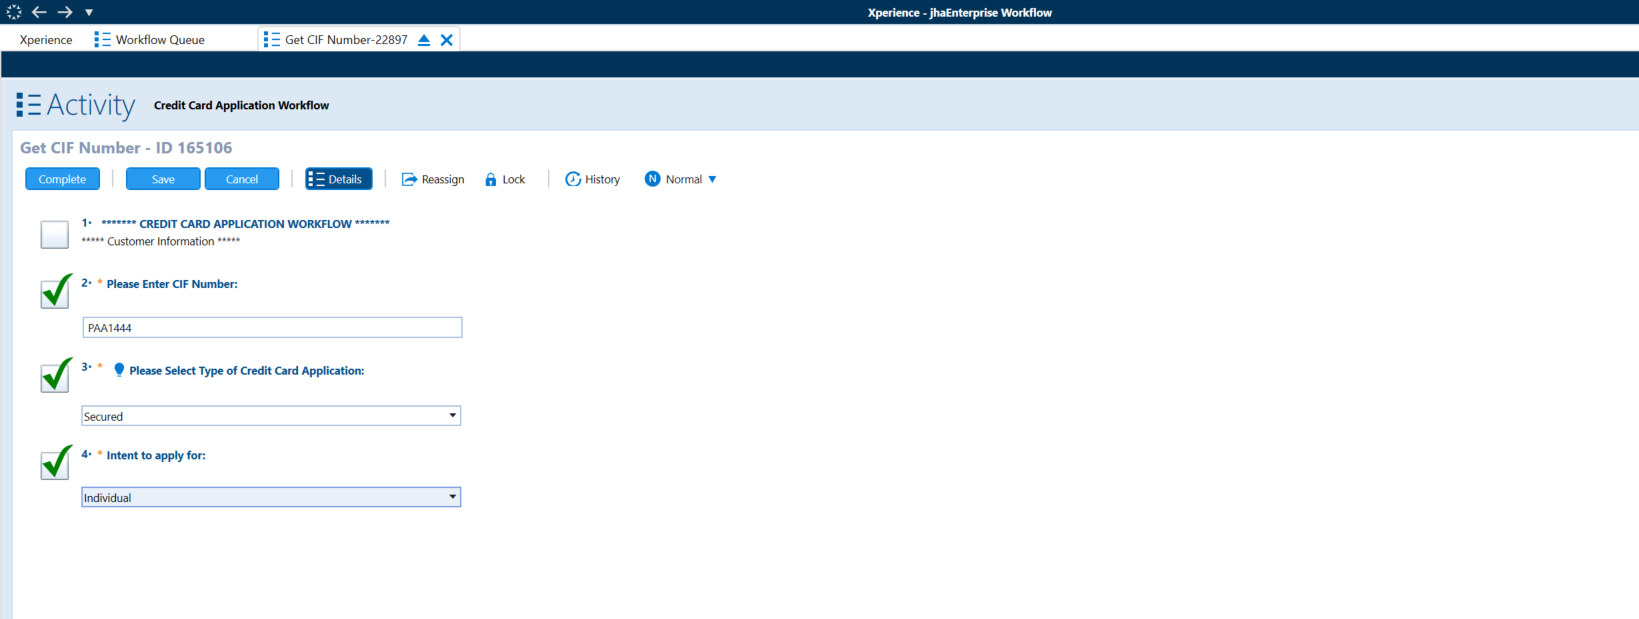 Xperience - jhaEnterprise Workflow
Xperience Workflow Queue Get CIF Number-22897
Activity Credit Card Application Workflow
Get CIF Number - ID 165106
Complete Save Cancel Details Reassign Lock History N Normal
1. ******* CREDIT CARD APPLICATION WORKFLOW *******
***** Customer Information *****
2. * Please Enter CIF Number:
PAA1444
3. * Please Select Type of Credit Card Application:
Secured
4. * Intent to apply for:
Individual